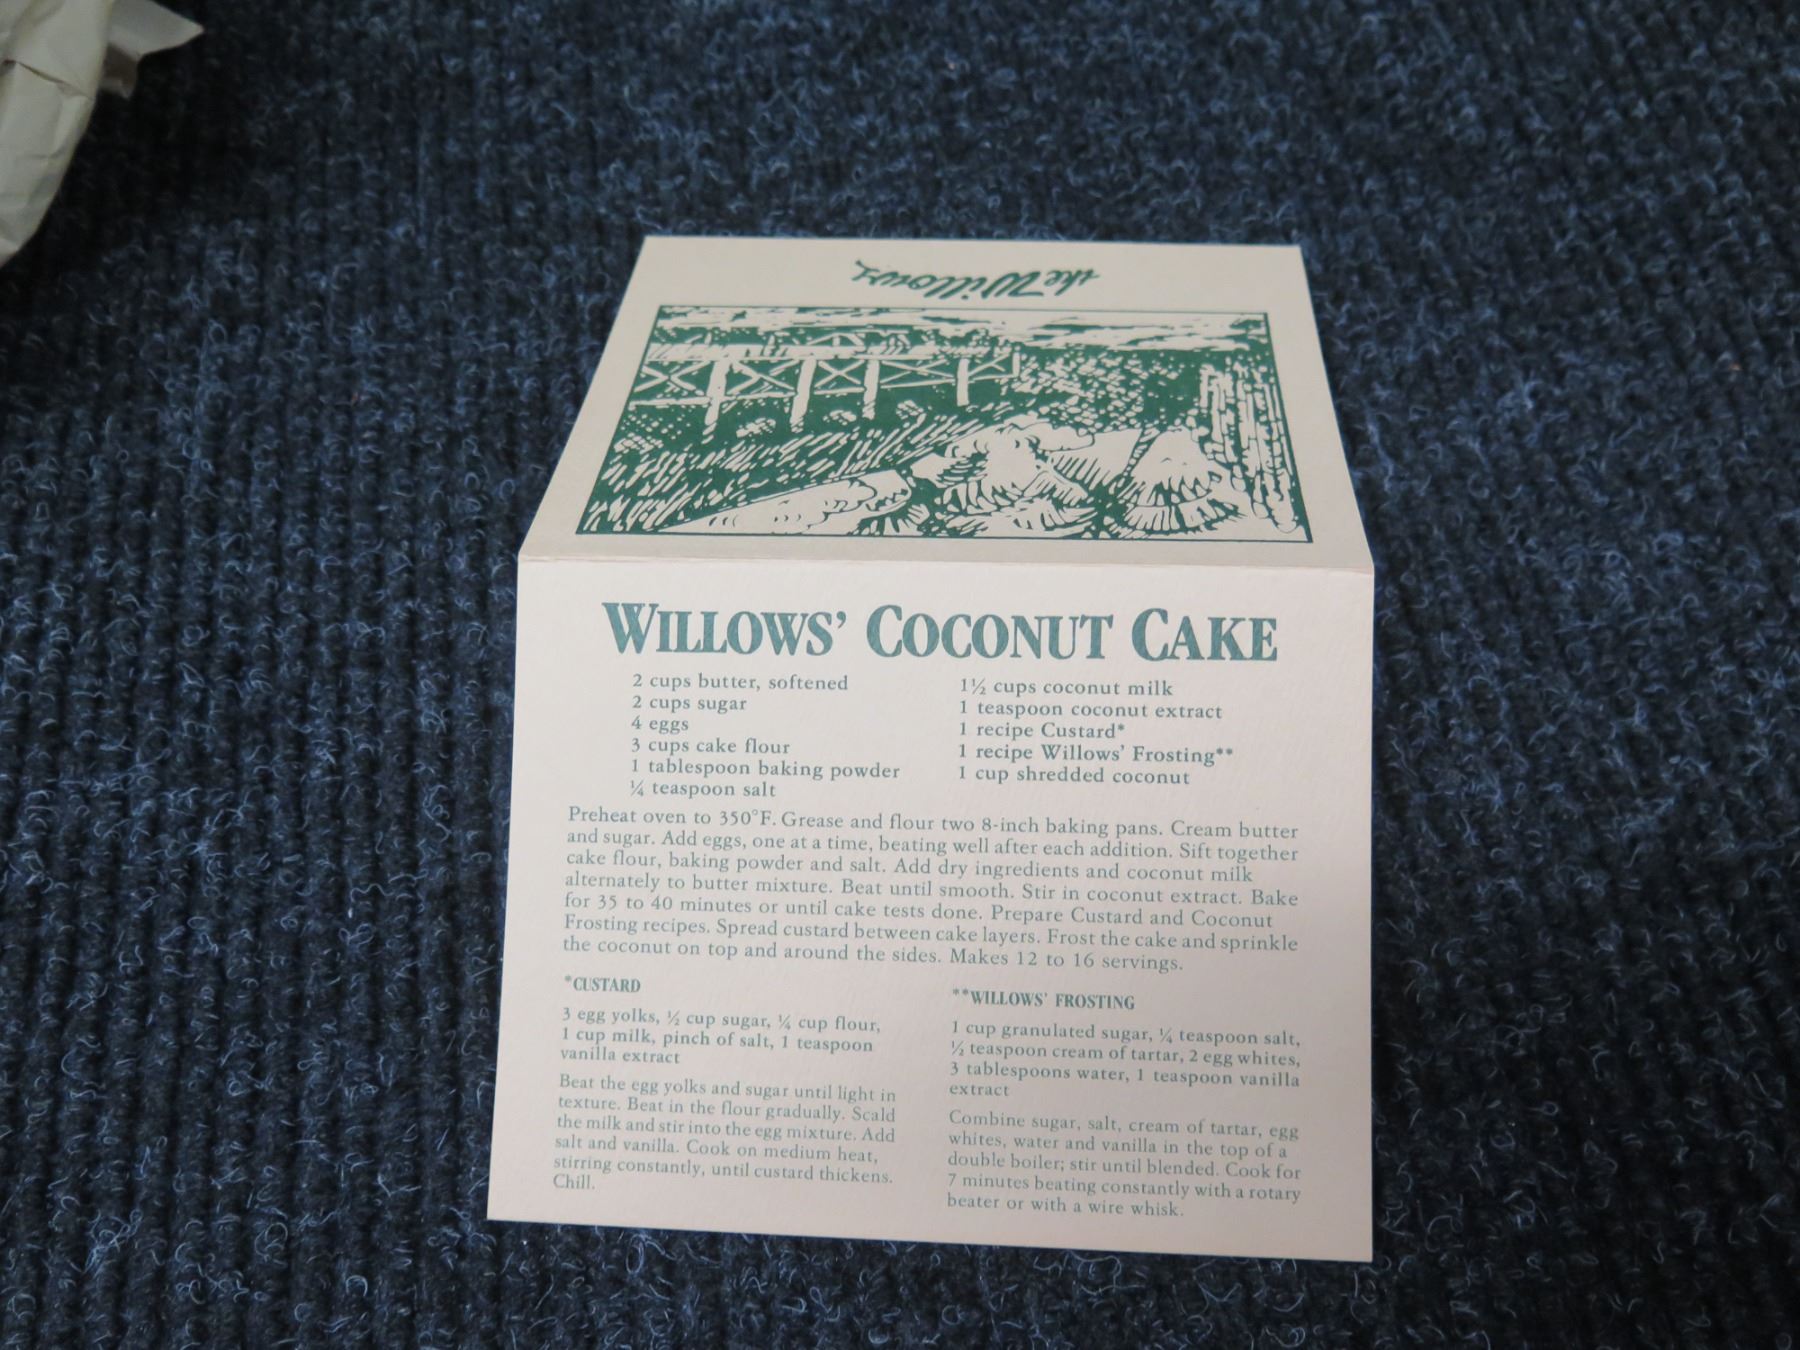 the Willows
WILLOWS' COCONUT CAKE
2 cups butter, softened
2 cups sugar
4 eggs
3 cups cake flour
1 tablespoon baking powder
¼ teaspoon salt
1½ cups coconut milk
1 teaspoon coconut extract
1 recipe Custard*
1 recipe Willows' Frosting**
1 cup shredded coconut
Preheat oven to 350°F. Grease and flour two 8-inch baking pans. Cream butter
and sugar. Add eggs, one at a time, beating well after each addition. Sift together
cake flour, baking powder and salt. Add dry ingredients and coconut milk
alternately to butter mixture. Beat until smooth. Stir in coconut extract. Bake
for 35 to 40 minutes or until cake tests done. Prepare Custard and Coconut
Frosting recipes. Spread custard between cake layers. Frost the cake and sprinkle
the coconut on top and around the sides. Makes 12 to 16 servings.
*CUSTARD
3 egg yolks, ½ cup sugar, ¼ cup flour,
1 cup milk, pinch of salt, 1 teaspoon
vanilla extract
Beat the egg yolks and sugar until light in
texture. Beat in the flour gradually. Scald
the milk and stir into the egg mixture. Add
salt and vanilla. Cook on medium heat,
stirring constantly, until custard thickens.
Chill.
**WILLOWS' FROSTING
1 cup granulated sugar, ¼ teaspoon salt,
½ teaspoon cream of tartar, 2 egg whites,
3 tablespoons water, 1 teaspoon vanilla
extract
Combine sugar, salt, cream of tartar, egg
whites, water and vanilla in the top of a
double boiler; stir until blended. Cook for
7 minutes beating constantly with a rotary
beater or with a wire whisk.